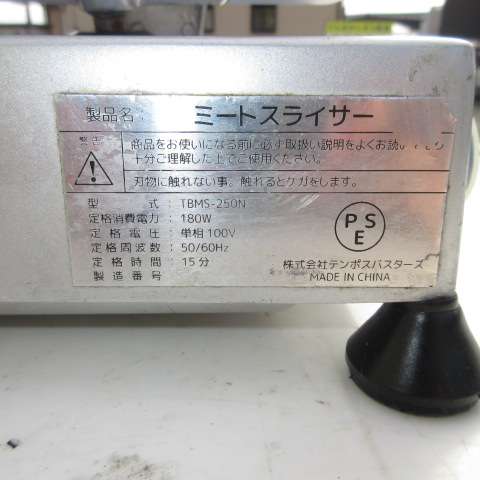 製品名: ミートスライサー
警告
商品をお使いになる前に必ず取扱い説明をよくお読
十分ご理解した上でご使用ください。
刃物に触れない事。触れるとケガをします。
型 式 : TBMS-250N
定格消費電力 : 180W
定 格 電 圧 : 単相100V
定格周波数 : 50/60Hz
定 格 時 間 : 15分
製 造 番 号
PSE
株式会社テンポスバスターズ
MADE IN CHINA